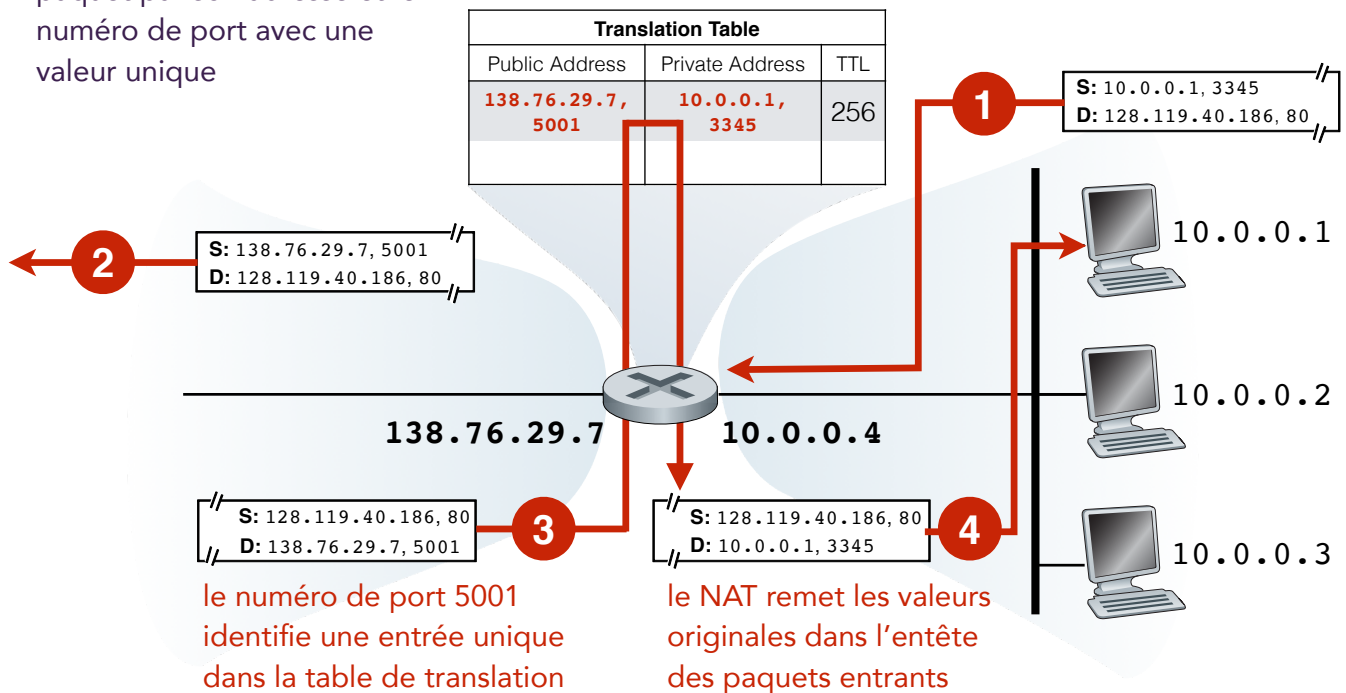 numéro de port avec une
valeur unique
Translation Table
Public Address Private Address TTL
138.76.29.7, 10.0.0.1, 256
5001 3345
1
S: 10.0.0.1, 3345
D: 128.119.40.186, 80
2
S: 138.76.29.7, 5001
D: 128.119.40.186, 80
10.0.0.1
10.0.0.2
138.76.29.7 10.0.0.4
3
S: 128.119.40.186, 80
D: 138.76.29.7, 5001
S: 128.119.40.186, 80
D: 10.0.0.1, 3345
4
10.0.0.3
le numéro de port 5001
identifie une entrée unique
dans la table de translation
le NAT remet les valeurs
originales dans l’entête
des paquets entrants